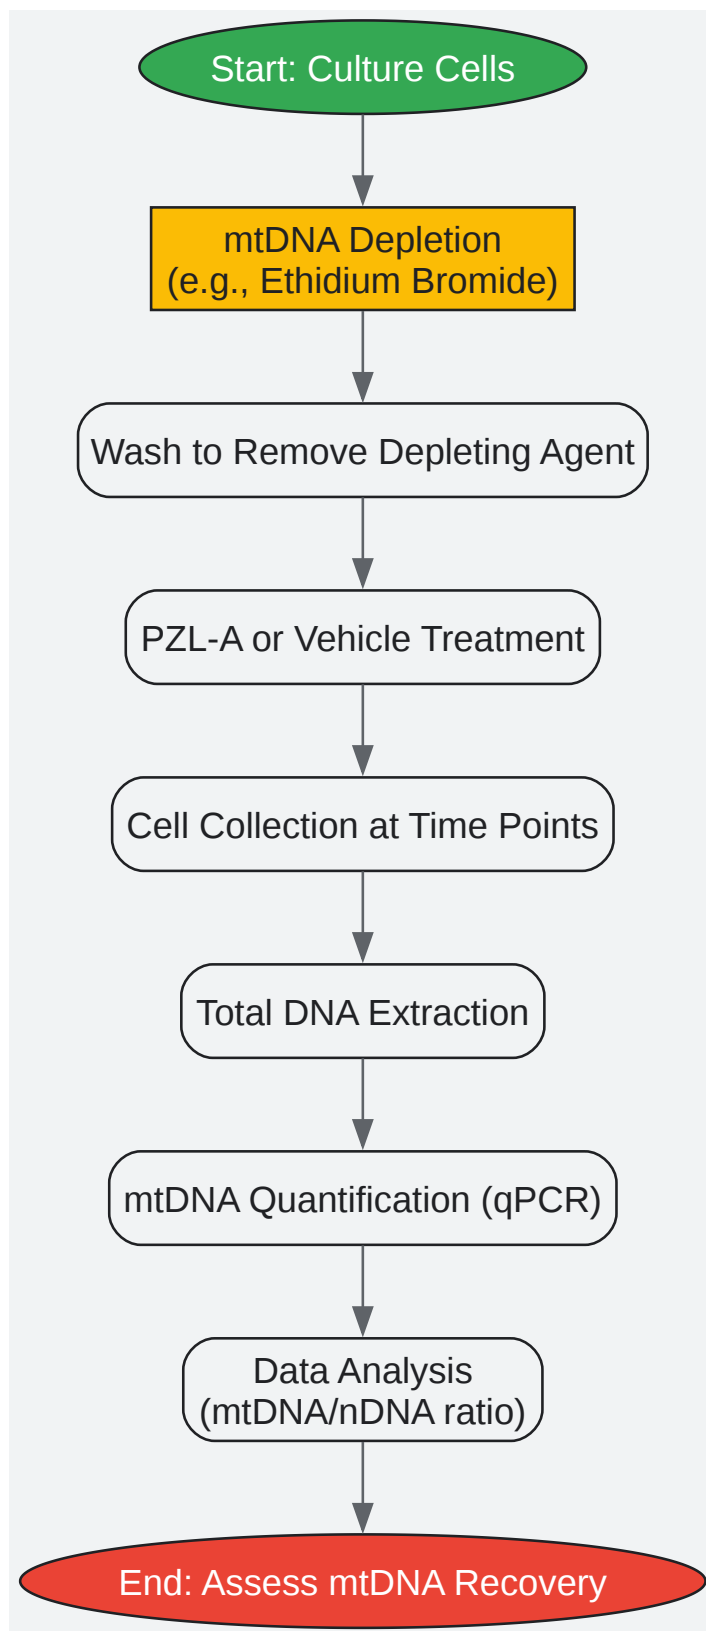 Start: Culture Cells
mtDNA Depletion
(e.g., Ethidium Bromide)
Wash to Remove Depleting Agent
PZL-A or Vehicle Treatment
Cell Collection at Time Points
Total DNA Extraction
mtDNA Quantification (qPCR)
Data Analysis
(mtDNA/nDNA ratio)
End: Assess mtDNA Recovery